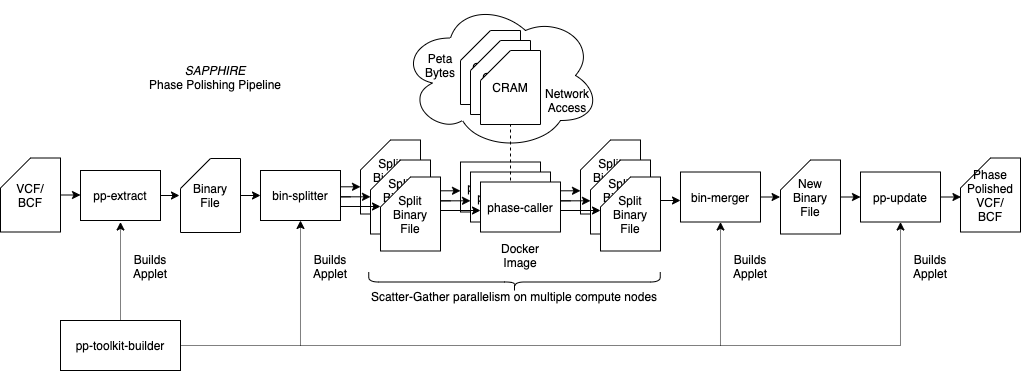 SAPPHIRE
Phase Polishing Pipeline
Peta
Bytes
CRAM
Network
Access
VCF/
BCF
pp-extract
Binary
File
bin-splitter
Split
Binary
File
phase-caller
Docker
Image
Split
Binary
File
bin-merger
New
Binary
File
pp-update
Phase
Polished
VCF/
BCF
Builds
Applet
Builds
Applet
Builds
Applet
Builds
Applet
Scatter-Gather parallelism on multiple compute nodes
pp-toolkit-builder